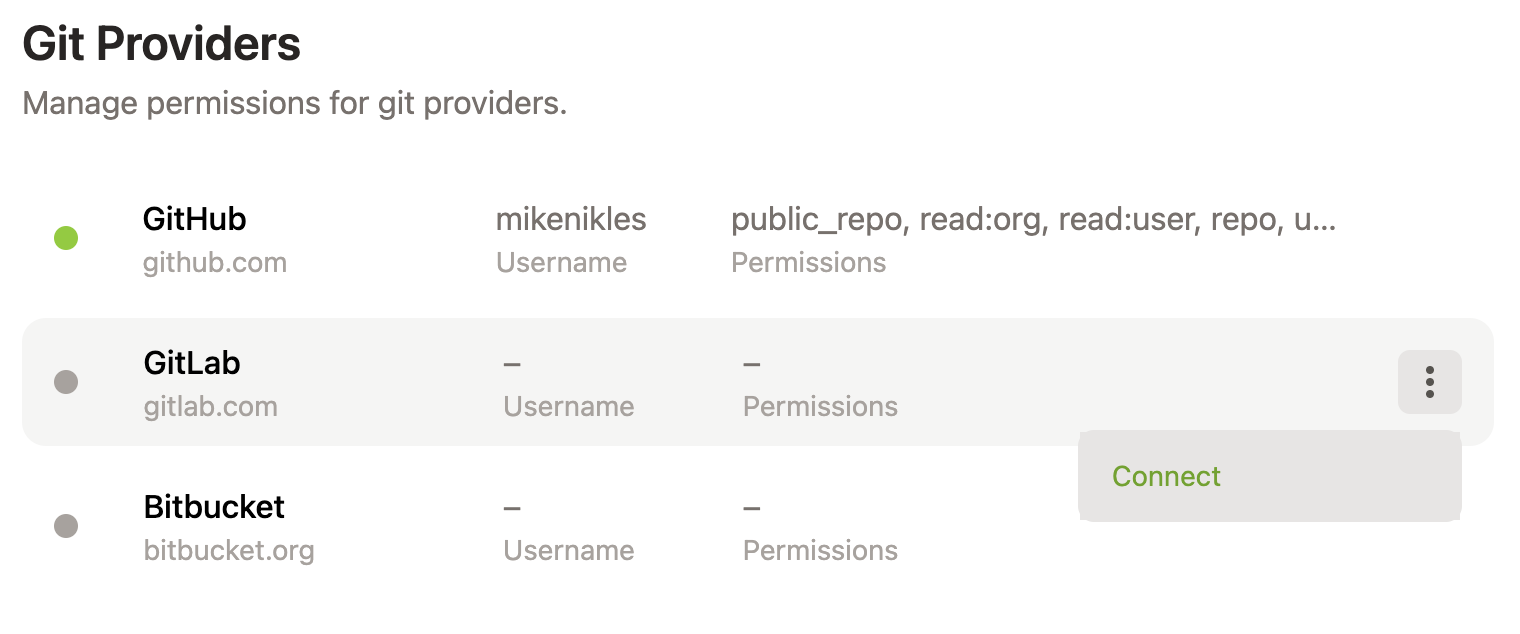 Git Providers
Manage permissions for git providers.
GitHub mikenikles public_repo, read:org, read:user, repo, u...
github.com Username Permissions
GitLab – –
gitlab.com Username Permissions
Connect
Bitbucket – –
bitbucket.org Username Permissions